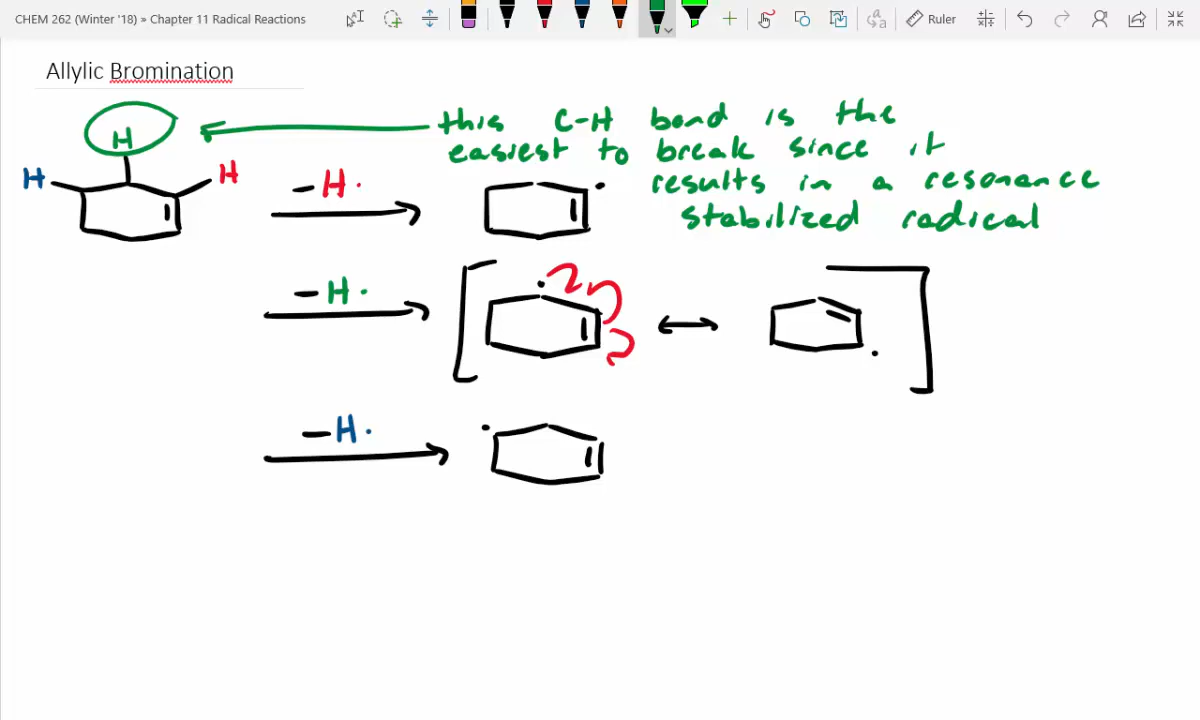 CHEM 262 (Winter '18) » Chapter 11 Radical Reactions
Ruler
Allylic Bromination
H
this C-H bond is the
easiest to break since it
H
H
-H·
results in a resonance
stabilized radical
-H·
-H·